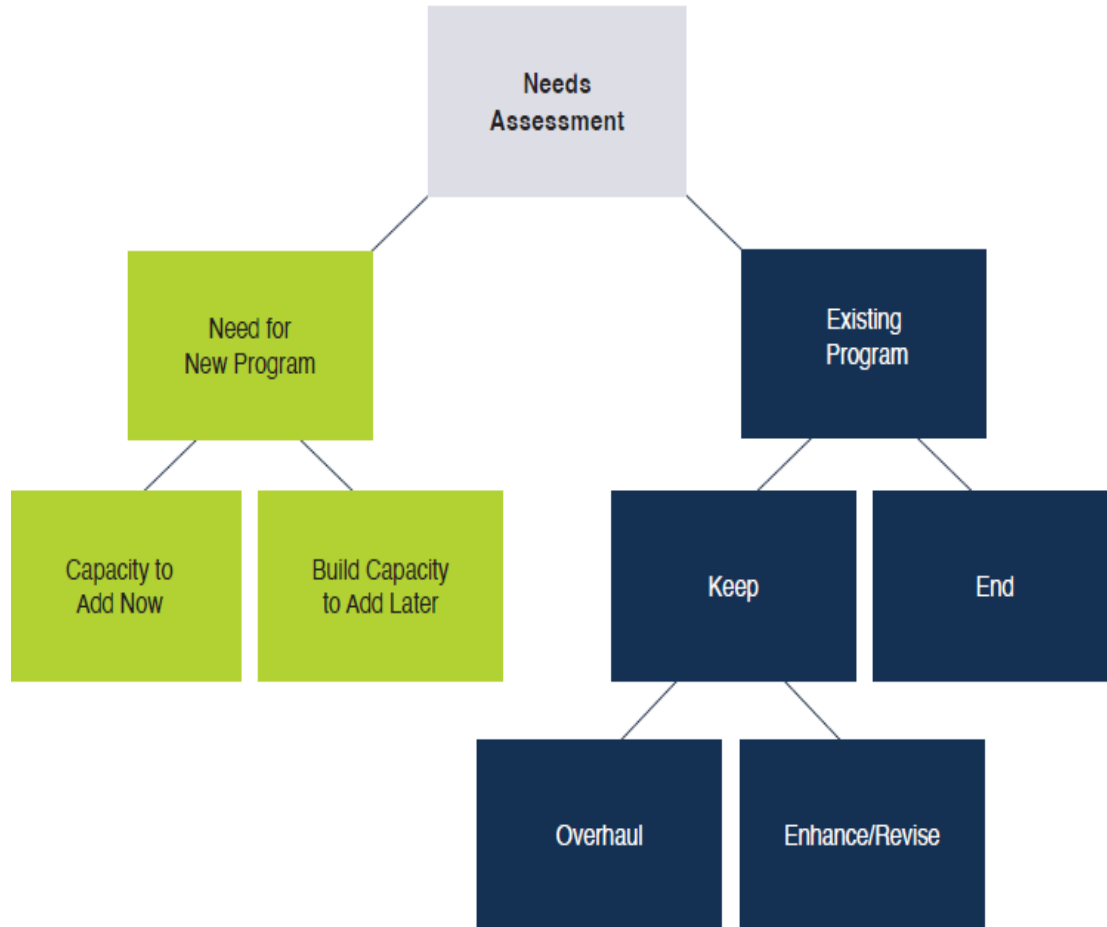 Needs
Assessment
Need for
New Program
Existing
Program
Capacity to
Add Now
Build Capacity
to Add Later
Keep
End
Overhaul
Enhance/Revise